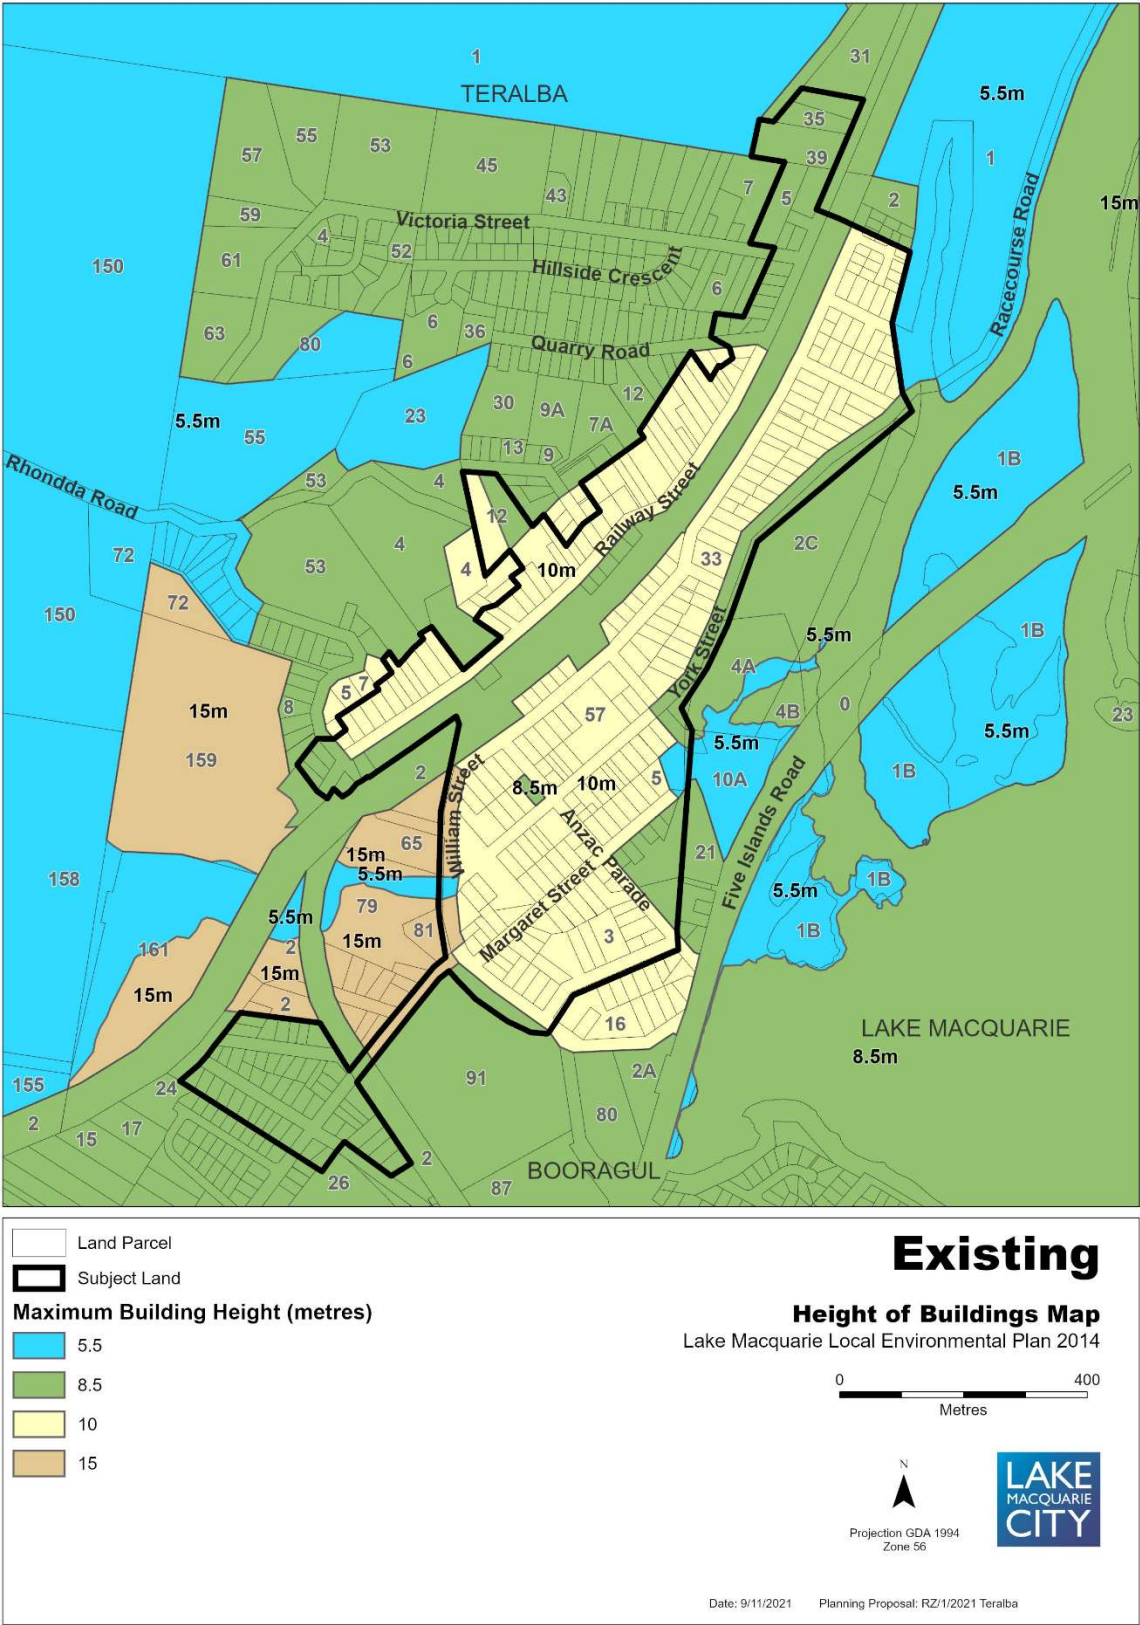 1
TERALBA
31
5.5m
35
57
55
53
45
43
39
1
7
5
2
15m
59
4
Victoria Street
52
Hillside Crescent
Racecourse Road
150
61
6
63
80
6
36
Quarry Road
6
5.5m
55
23
30
9A
7A
12
13
9
1B
5.5m
Rhondda Road
53
4
12
Railway Street
72
53
4
4
10m
33
2C
150
72
1B
York Street
5.5m
4A
15m
8
5
7
57
4B
0
23
159
2
5.5m
5.5m
William Street
8.5m
10m
5
10A
1B
Anzac Parade
65
15m
5.5m
Margaret Street
21
Five Islands Road
158
79
5.5m
1B
5.5m
81
3
1B
161
2
15m
15m
15m
2
16
LAKE MACQUARIE
8.5m
155
24
91
2A
2
15
17
80
26
2
87
BOORAGUL
Land Parcel
Subject Land
Maximum Building Height (metres)
5.5
8.5
10
15
Existing
Height of Buildings Map
Lake Macquarie Local Environmental Plan 2014
0 400
Metres
N
Projection GDA 1994
Zone 56
LAKE
MACQUARIE
CITY
Date: 9/11/2021 Planning Proposal: RZ/1/2021 Teralba